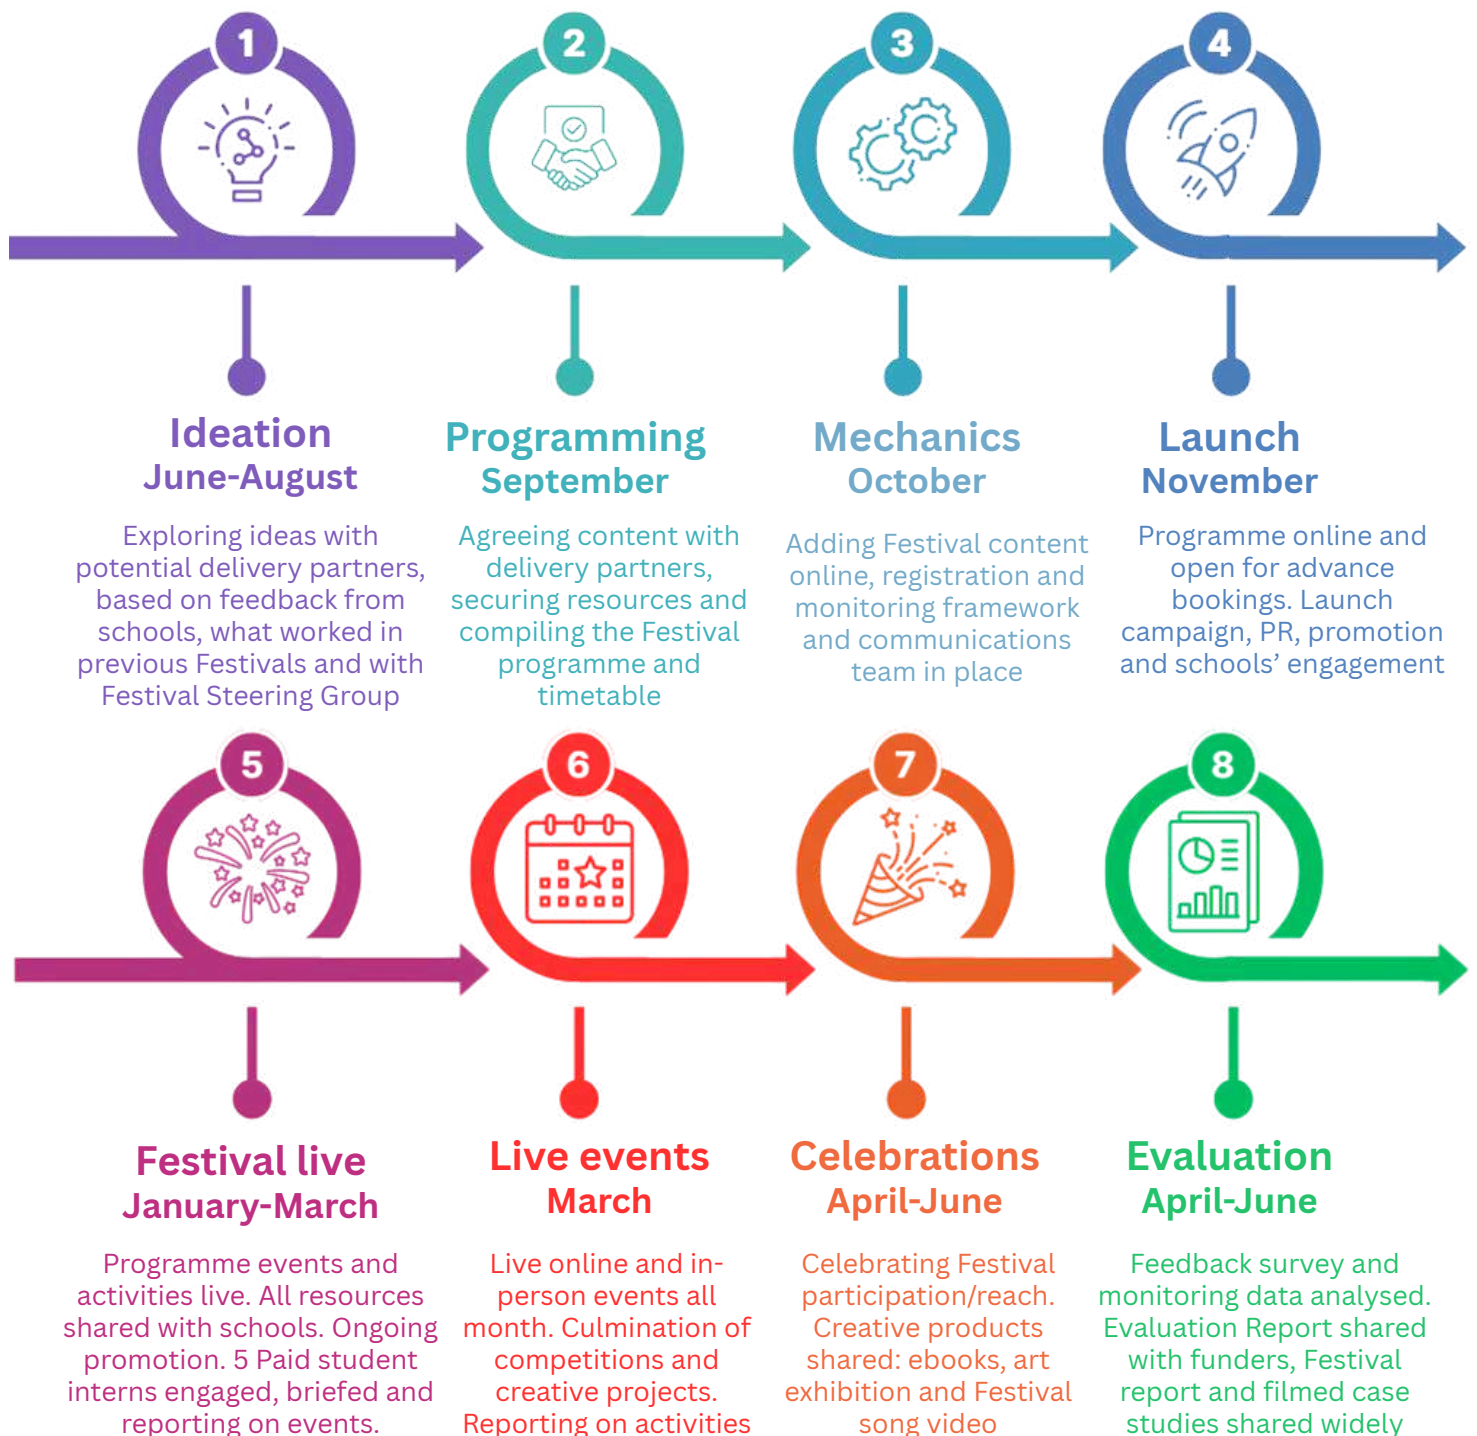 1
2
3
4
Ideation
June-August
Exploring ideas with
potential delivery partners,
based on feedback from
schools, what worked in
previous Festivals and with
Festival Steering Group
Programming
September
Agreeing content with
delivery partners,
securing resources and
compiling the Festival
programme and
timetable
Mechanics
October
Adding Festival content
online, registration and
monitoring framework
and communications
team in place
Launch
November
Programme online and
open for advance
bookings. Launch
campaign, PR, promotion
and schools’ engagement
5
6
7
8
Festival live
January-March
Programme events and
activities live. All resources
shared with schools. Ongoing
promotion. 5 Paid student
interns engaged, briefed and
reporting on events.
Live events
March
Live online and in-
person events all
month. Culmination of
competitions and
creative projects.
Reporting on activities
Celebrations
April-June
Celebrating Festival
participation/reach.
Creative products
shared: ebooks, art
exhibition and Festival
song video
Evaluation
April-June
Feedback survey and
monitoring data analysed.
Evaluation Report shared
with funders, Festival
report and filmed case
studies shared widely